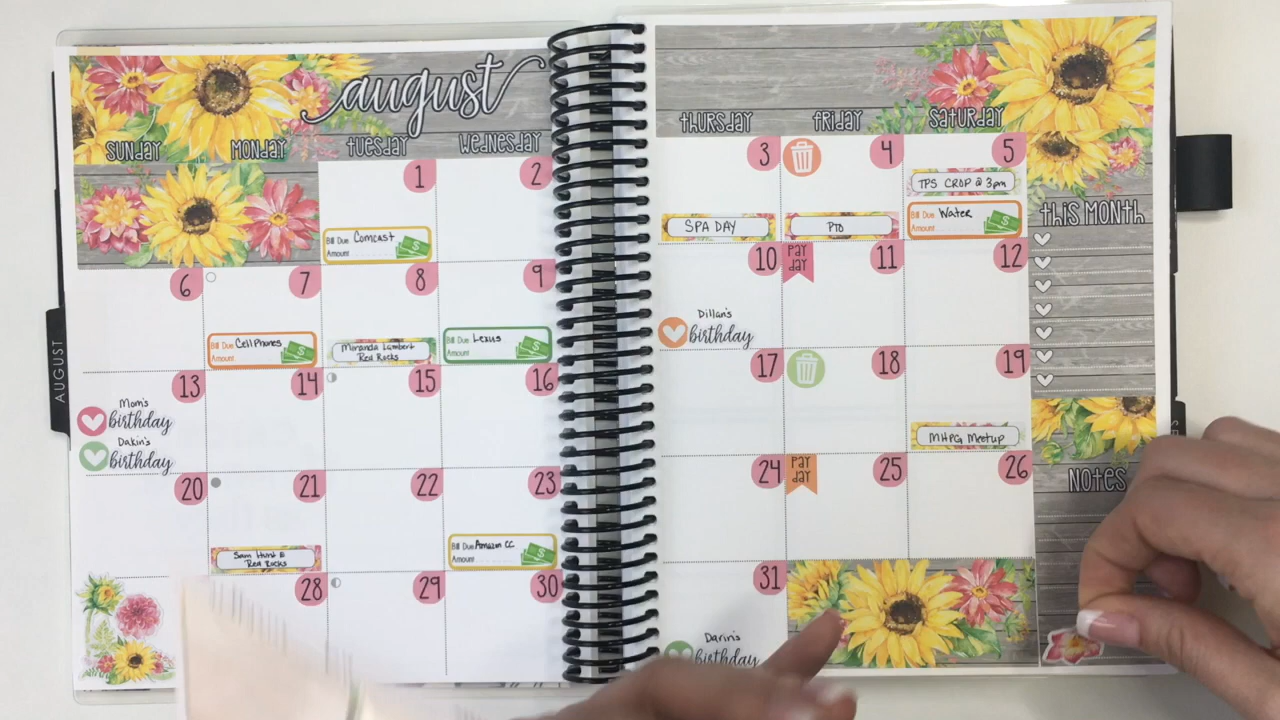 august
SUNDAY MONDAY TUESDAY WEDNESDAY
THURSDAY FRIDAY SATURDAY
1 2
3 4 5
Bill Due Comcast
Amount
SPA DAY
PTO
TPS CROP @ 3pm
Bill Due Water
Amount
THIS MONTH
6 7 8 9
10 11 12
PAY
DAY
Bill Due Cell Phones
Amount
Miranda Lambert
Red Rocks
Bill Due Lexus
Amount
Dillan's
birthday
13 14 15 16
17 18 19
Mom's
birthday
Dakin's
birthday
MHPG Meetup
20 21 22 23
24 25 26
PAY
DAY
NOTES
Sam Hunt @
Red Rocks
Bill Due Amazon CC
Amount
28 29 30
31
Darin's
birthday
AUGUST